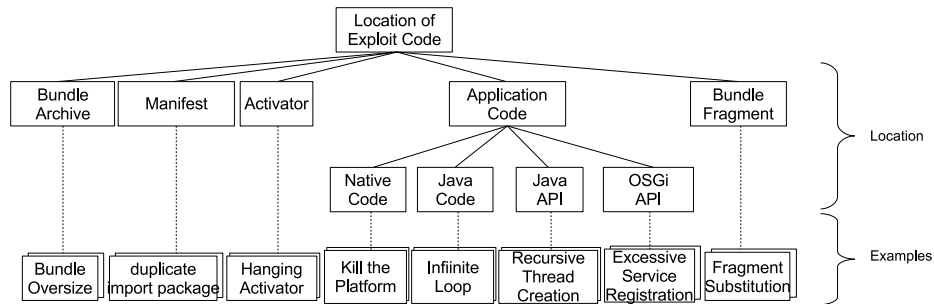 Location of
Exploit Code
Bundle
Archive
Manifest
Activator
Application
Code
Bundle
Fragment
Location
Native
Code
Java
Code
Java
API
OSGi
API
Bundle
Oversize
duplicate
import package
Hanging
Activator
Kill the
Platform
Infiinite
Loop
Recursive
Thread
Creation
Excessive
Service
Registration
Fragment
Substitution
Examples